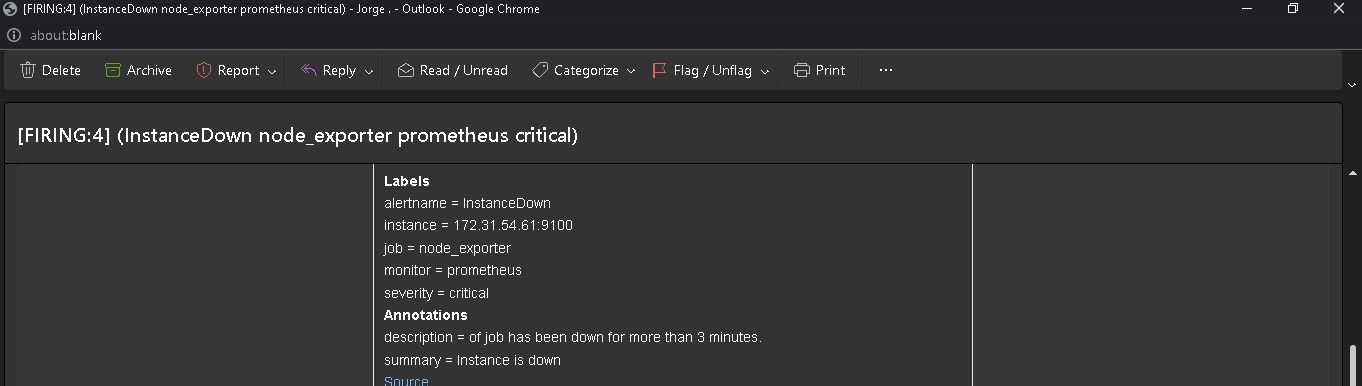 [FIRING:4] (InstanceDown node_exporter prometheus critical) - Jorge . - Outlook - Google Chrome
about:blank
Delete Archive Report Reply Read / Unread Categorize Flag / Unflag Print ...
[FIRING:4] (InstanceDown node_exporter prometheus critical)
Labels
alertname = InstanceDown
instance = 172.31.54.61:9100
job = node_exporter
monitor = prometheus
severity = critical
Annotations
description = of job has been down for more than 3 minutes.
summary = Instance is down
Source